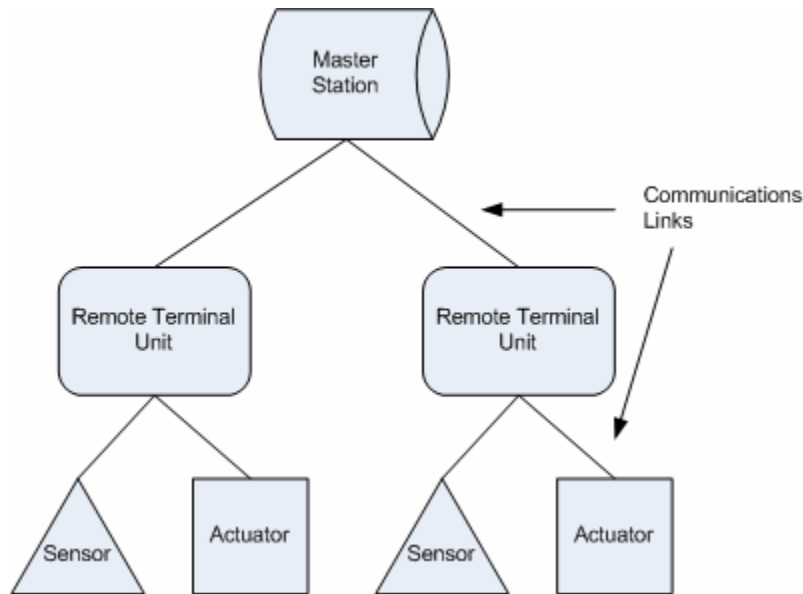 Master
Station
Communications
Links
Remote Terminal
Unit
Remote Terminal
Unit
Sensor
Actuator
Sensor
Actuator